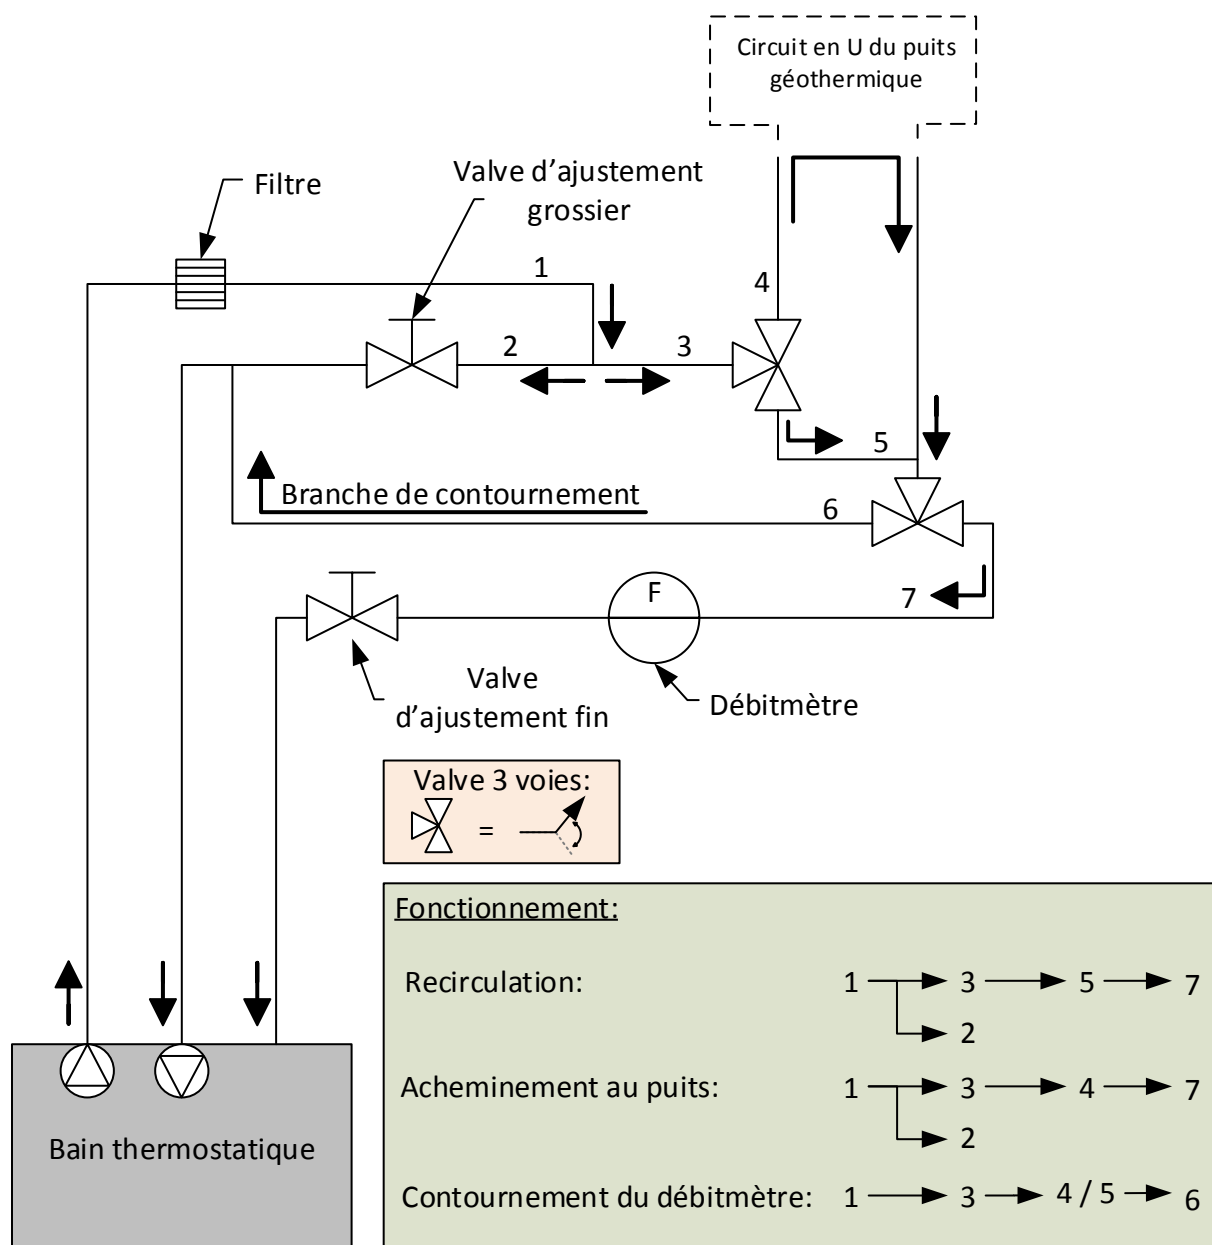 Circuit en U du puits
géothermique
Filtre
Valve d'ajustement
grossier
1
4
2
3
5
Branche de contournement
6
F
7
Valve
d'ajustement fin
Débitmètre
Valve 3 voies:
=
Fonctionnement:
Recirculation: 1 3 5 7
2
Acheminement au puits: 1 3 4 7
2
Contournement du débitmètre: 1 3 4 / 5 6
Bain thermostatique